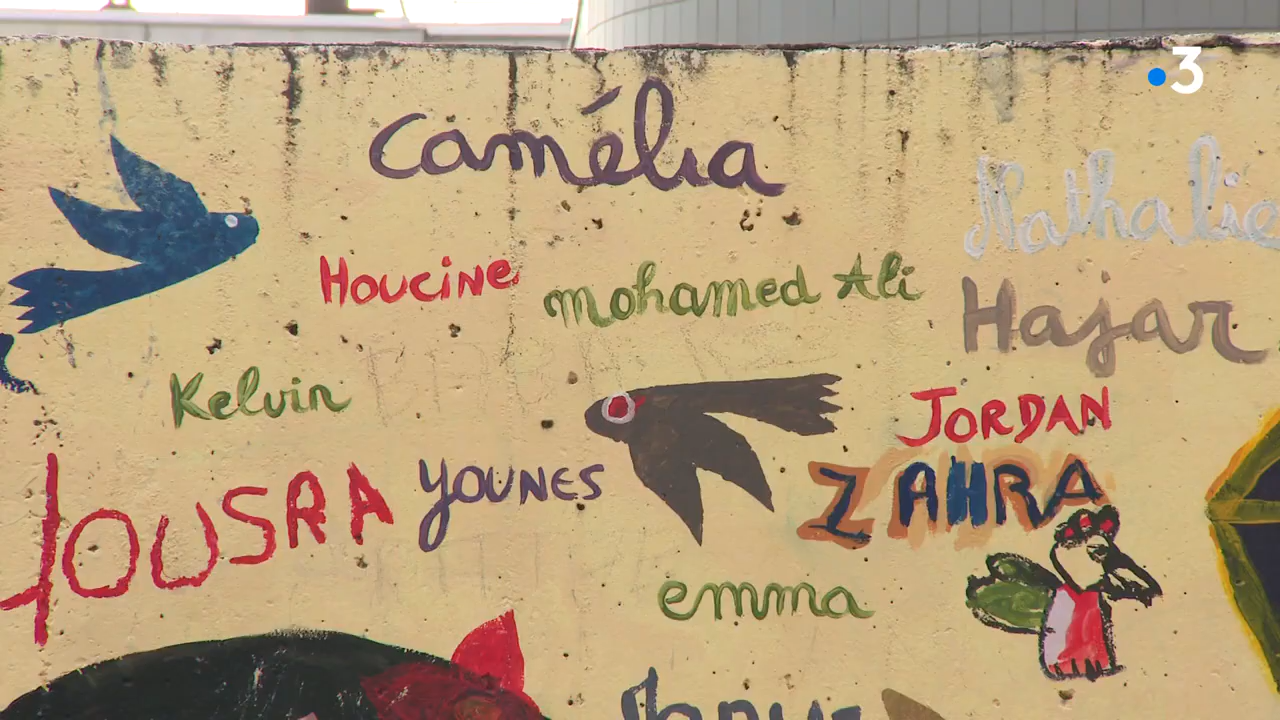 3
Camélia
Nathalie
Houcine
mohamed Ali
Hajar
Kelvin
JORDAN
YOUSRA
YOUNES
ZAHRA
emma